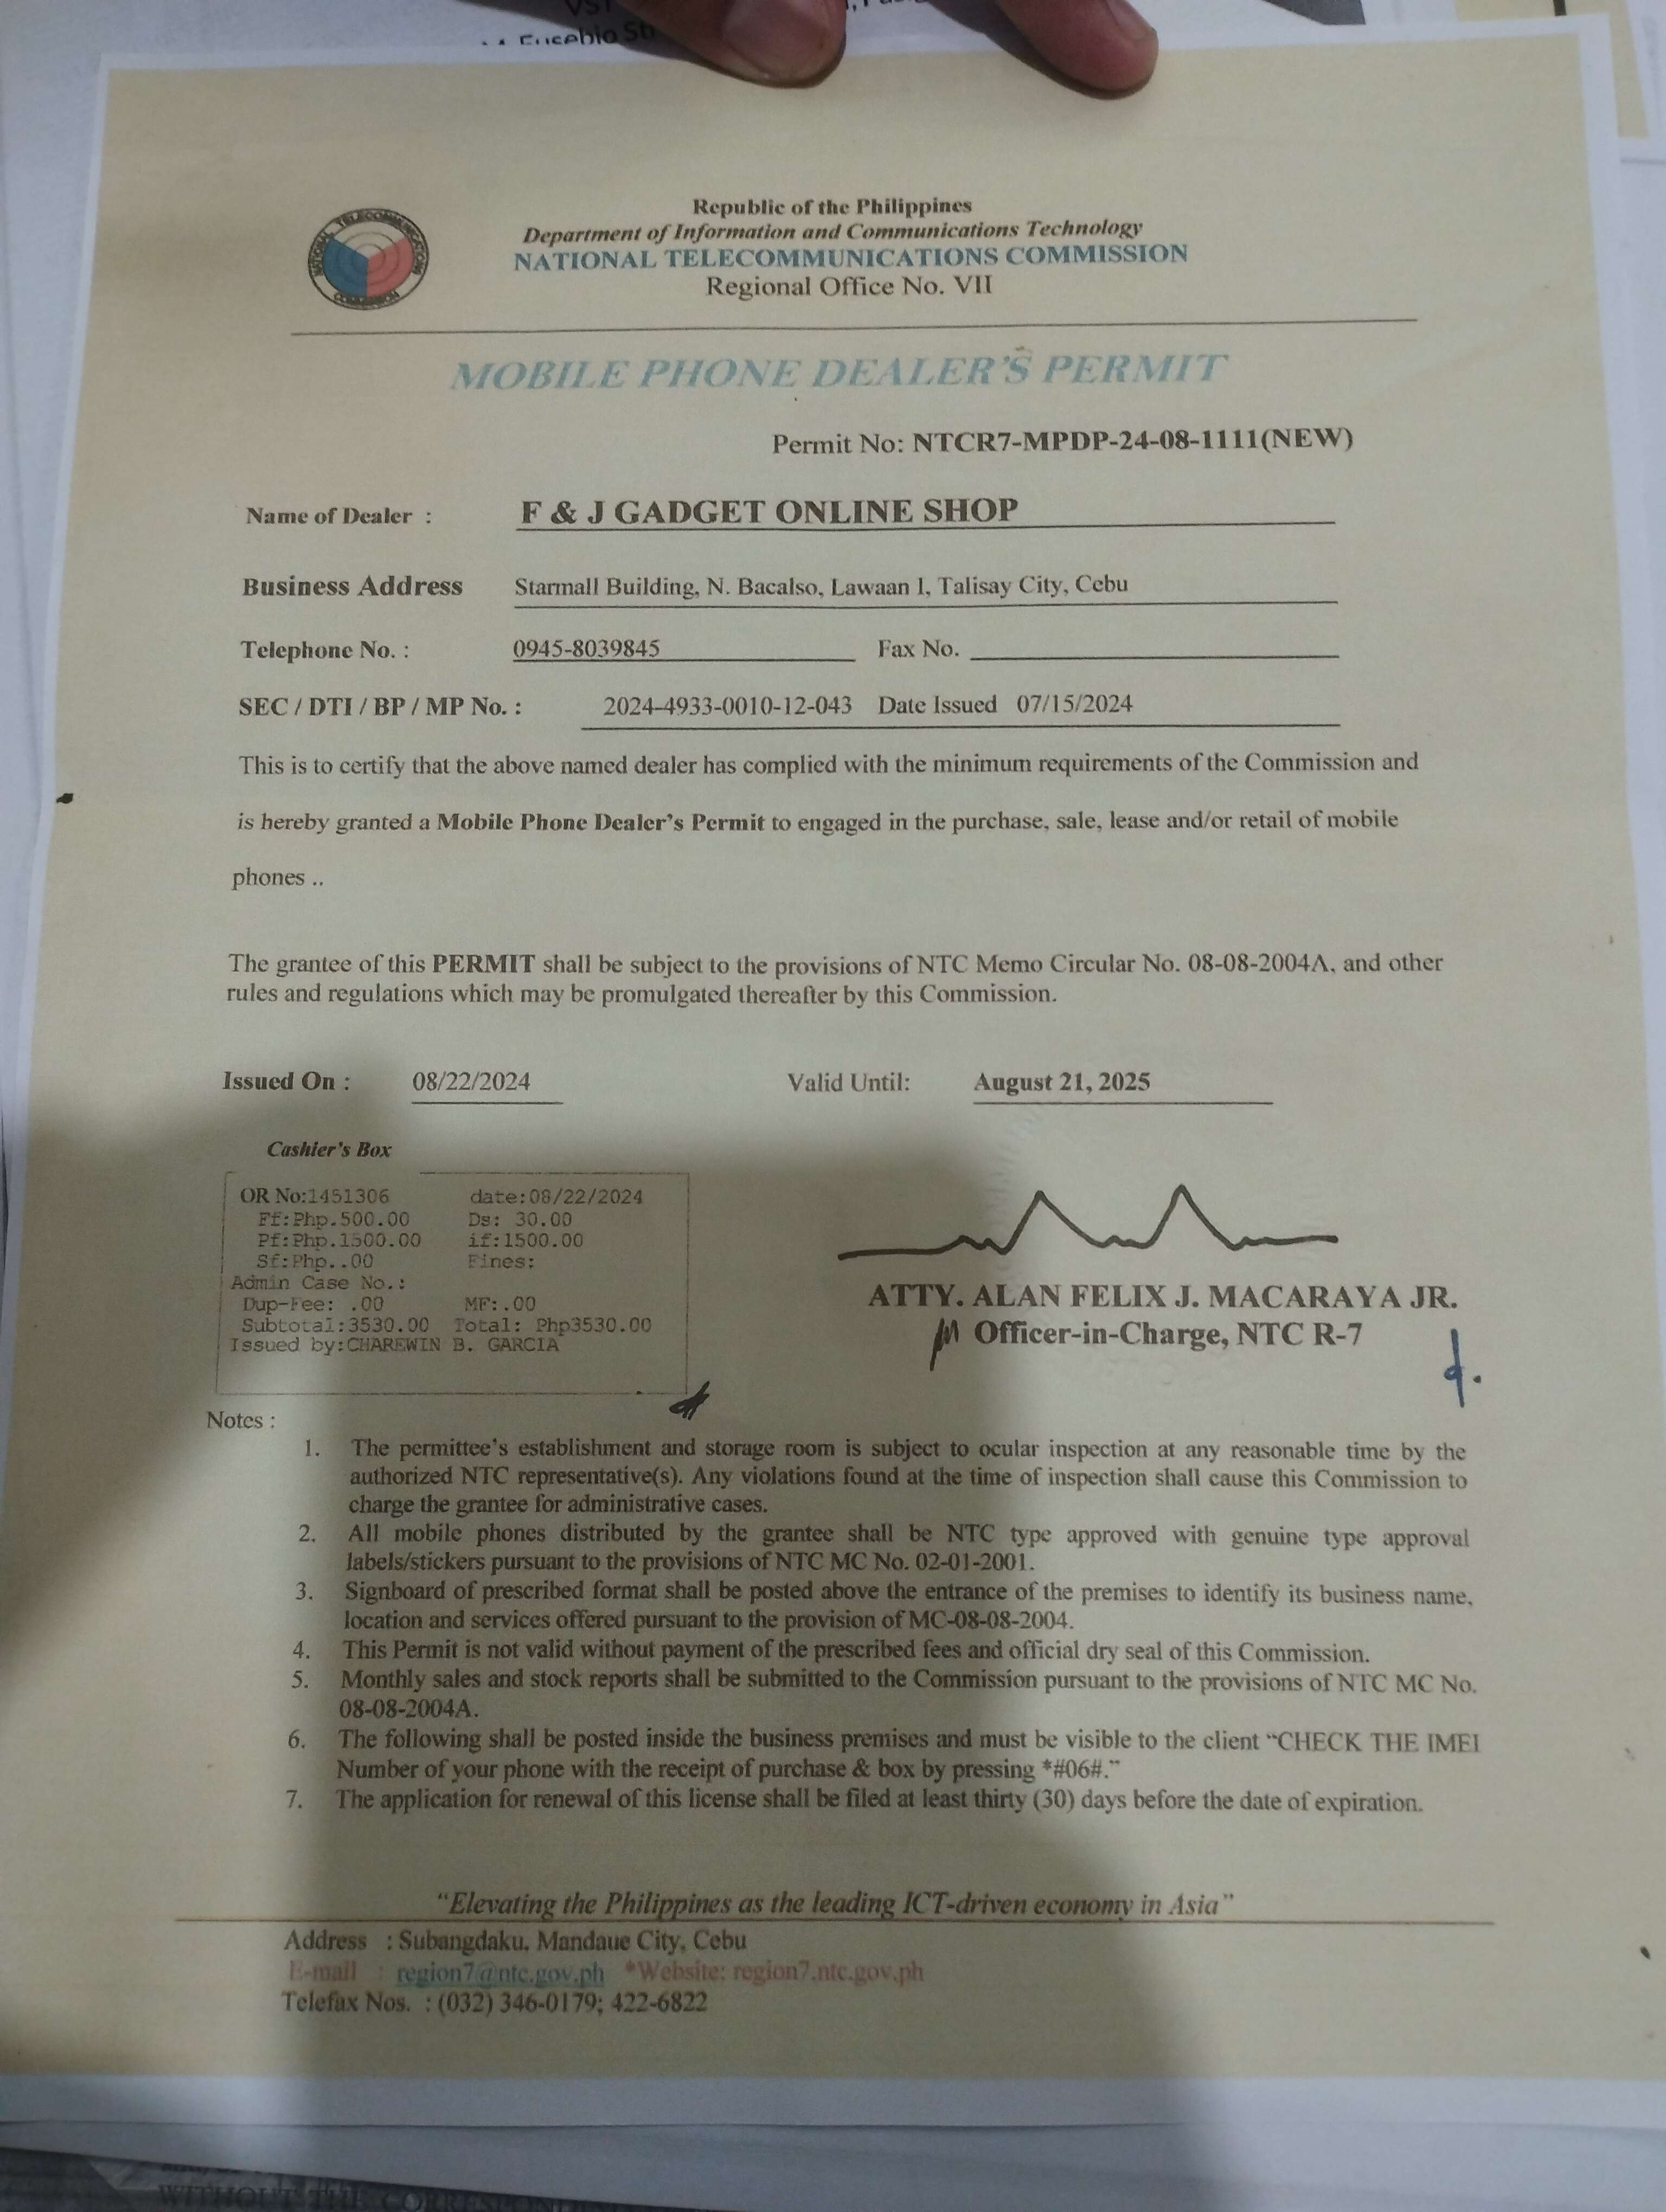 VST
Eusebio St
Republic of the Philippines
Department of Information and Communications Technology
NATIONAL TELECOMMUNICATIONS COMMISSION
Regional Office No. VII
NATIONAL TELECOMMUNICATIONS COMMISSION
MOBILE PHONE DEALER'S PERMIT
Permit No: NTCR7-MPDP-24-08-1111(NEW)
Name of Dealer : F & J GADGET ONLINE SHOP
Business Address Starmall Building, N. Bacalso, Lawaan I, Talisay City, Cebu
Telephone No. : 0945-8039845 Fax No.
SEC / DTI / BP / MP No. : 2024-4933-0010-12-043 Date Issued 07/15/2024
This is to certify that the above named dealer has complied with the minimum requirements of the Commission and
is hereby granted a Mobile Phone Dealer's Permit to engaged in the purchase, sale, lease and/or retail of mobile
phones ..
The grantee of this PERMIT shall be subject to the provisions of NTC Memo Circular No. 08-08-2004A, and other
rules and regulations which may be promulgated thereafter by this Commission.
Issued On : 08/22/2024 Valid Until: August 21, 2025
Cashier's Box
OR No:1451306 date:08/22/2024
Ff:Php.500.00 Ds: 30.00
Pf:Php.1500.00 if:1500.00
Sf:Php..00 Fines:
Admin Case No.:
Dup-Fee: .00 MF:.00
Subtotal:3530.00 Total: Php3530.00
Issued by:CHAREWIN B. GARCIA
ATTY. ALAN FELIX J. MACARAYA JR.
Officer-in-Charge, NTC R-7
Notes :
1. The permittee's establishment and storage room is subject to ocular inspection at any reasonable time by the
authorized NTC representative(s). Any violations found at the time of inspection shall cause this Commission to
charge the grantee for administrative cases.
2. All mobile phones distributed by the grantee shall be NTC type approved with genuine type approval
labels/stickers pursuant to the provisions of NTC MC No. 02-01-2001.
3. Signboard of prescribed format shall be posted above the entrance of the premises to identify its business name,
location and services offered pursuant to the provision of MC-08-08-2004.
4. This Permit is not valid without payment of the prescribed fees and official dry seal of this Commission.
5. Monthly sales and stock reports shall be submitted to the Commission pursuant to the provisions of NTC MC No.
08-08-2004A.
6. The following shall be posted inside the business premises and must be visible to the client “CHECK THE IMEI
Number of your phone with the receipt of purchase & box by pressing *#06#.”
7. The application for renewal of this license shall be filed at least thirty (30) days before the date of expiration.
“Elevating the Philippines as the leading ICT-driven economy in Asia”
Address : Subangdaku, Mandaue City, Cebu
E-mail : region7@ntc.gov.ph *Website: region7.ntc.gov.ph
Telefax Nos. : (032) 346-0179; 422-6822
WITHOUT THE